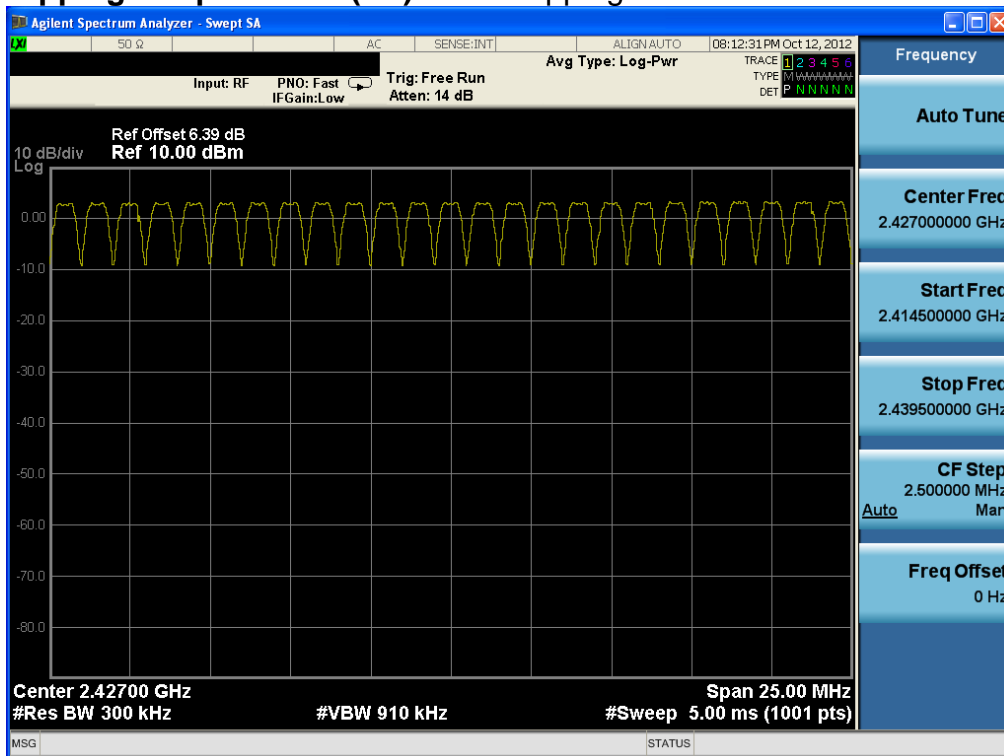 Agilent Spectrum Analyzer - Swept SA
LXI 50 Ω AC SENSE:INT ALIGN AUTO 08:12:31 PM Oct 12, 2012
Input: RF PNO: Fast IFGain:Low Trig: Free Run Atten: 14 dB Avg Type: Log-Pwr TRACE 1 2 3 4 5 6
TYPE M
DET P N N N N N
Ref Offset 6.39 dB
10 dB/div Ref 10.00 dBm
Log
0.00
-10.0
-20.0
-30.0
-40.0
-50.0
-60.0
-70.0
-80.0
Center 2.42700 GHz Span 25.00 MHz
#Res BW 300 kHz #VBW 910 kHz #Sweep 5.00 ms (1001 pts)
MSG STATUS
Frequency
Auto Tune
Center Freq
2.427000000 GHz
Start Freq
2.414500000 GHz
Stop Freq
2.439500000 GHz
CF Step
2.500000 MHz
Auto Man
Freq Offset
0 Hz